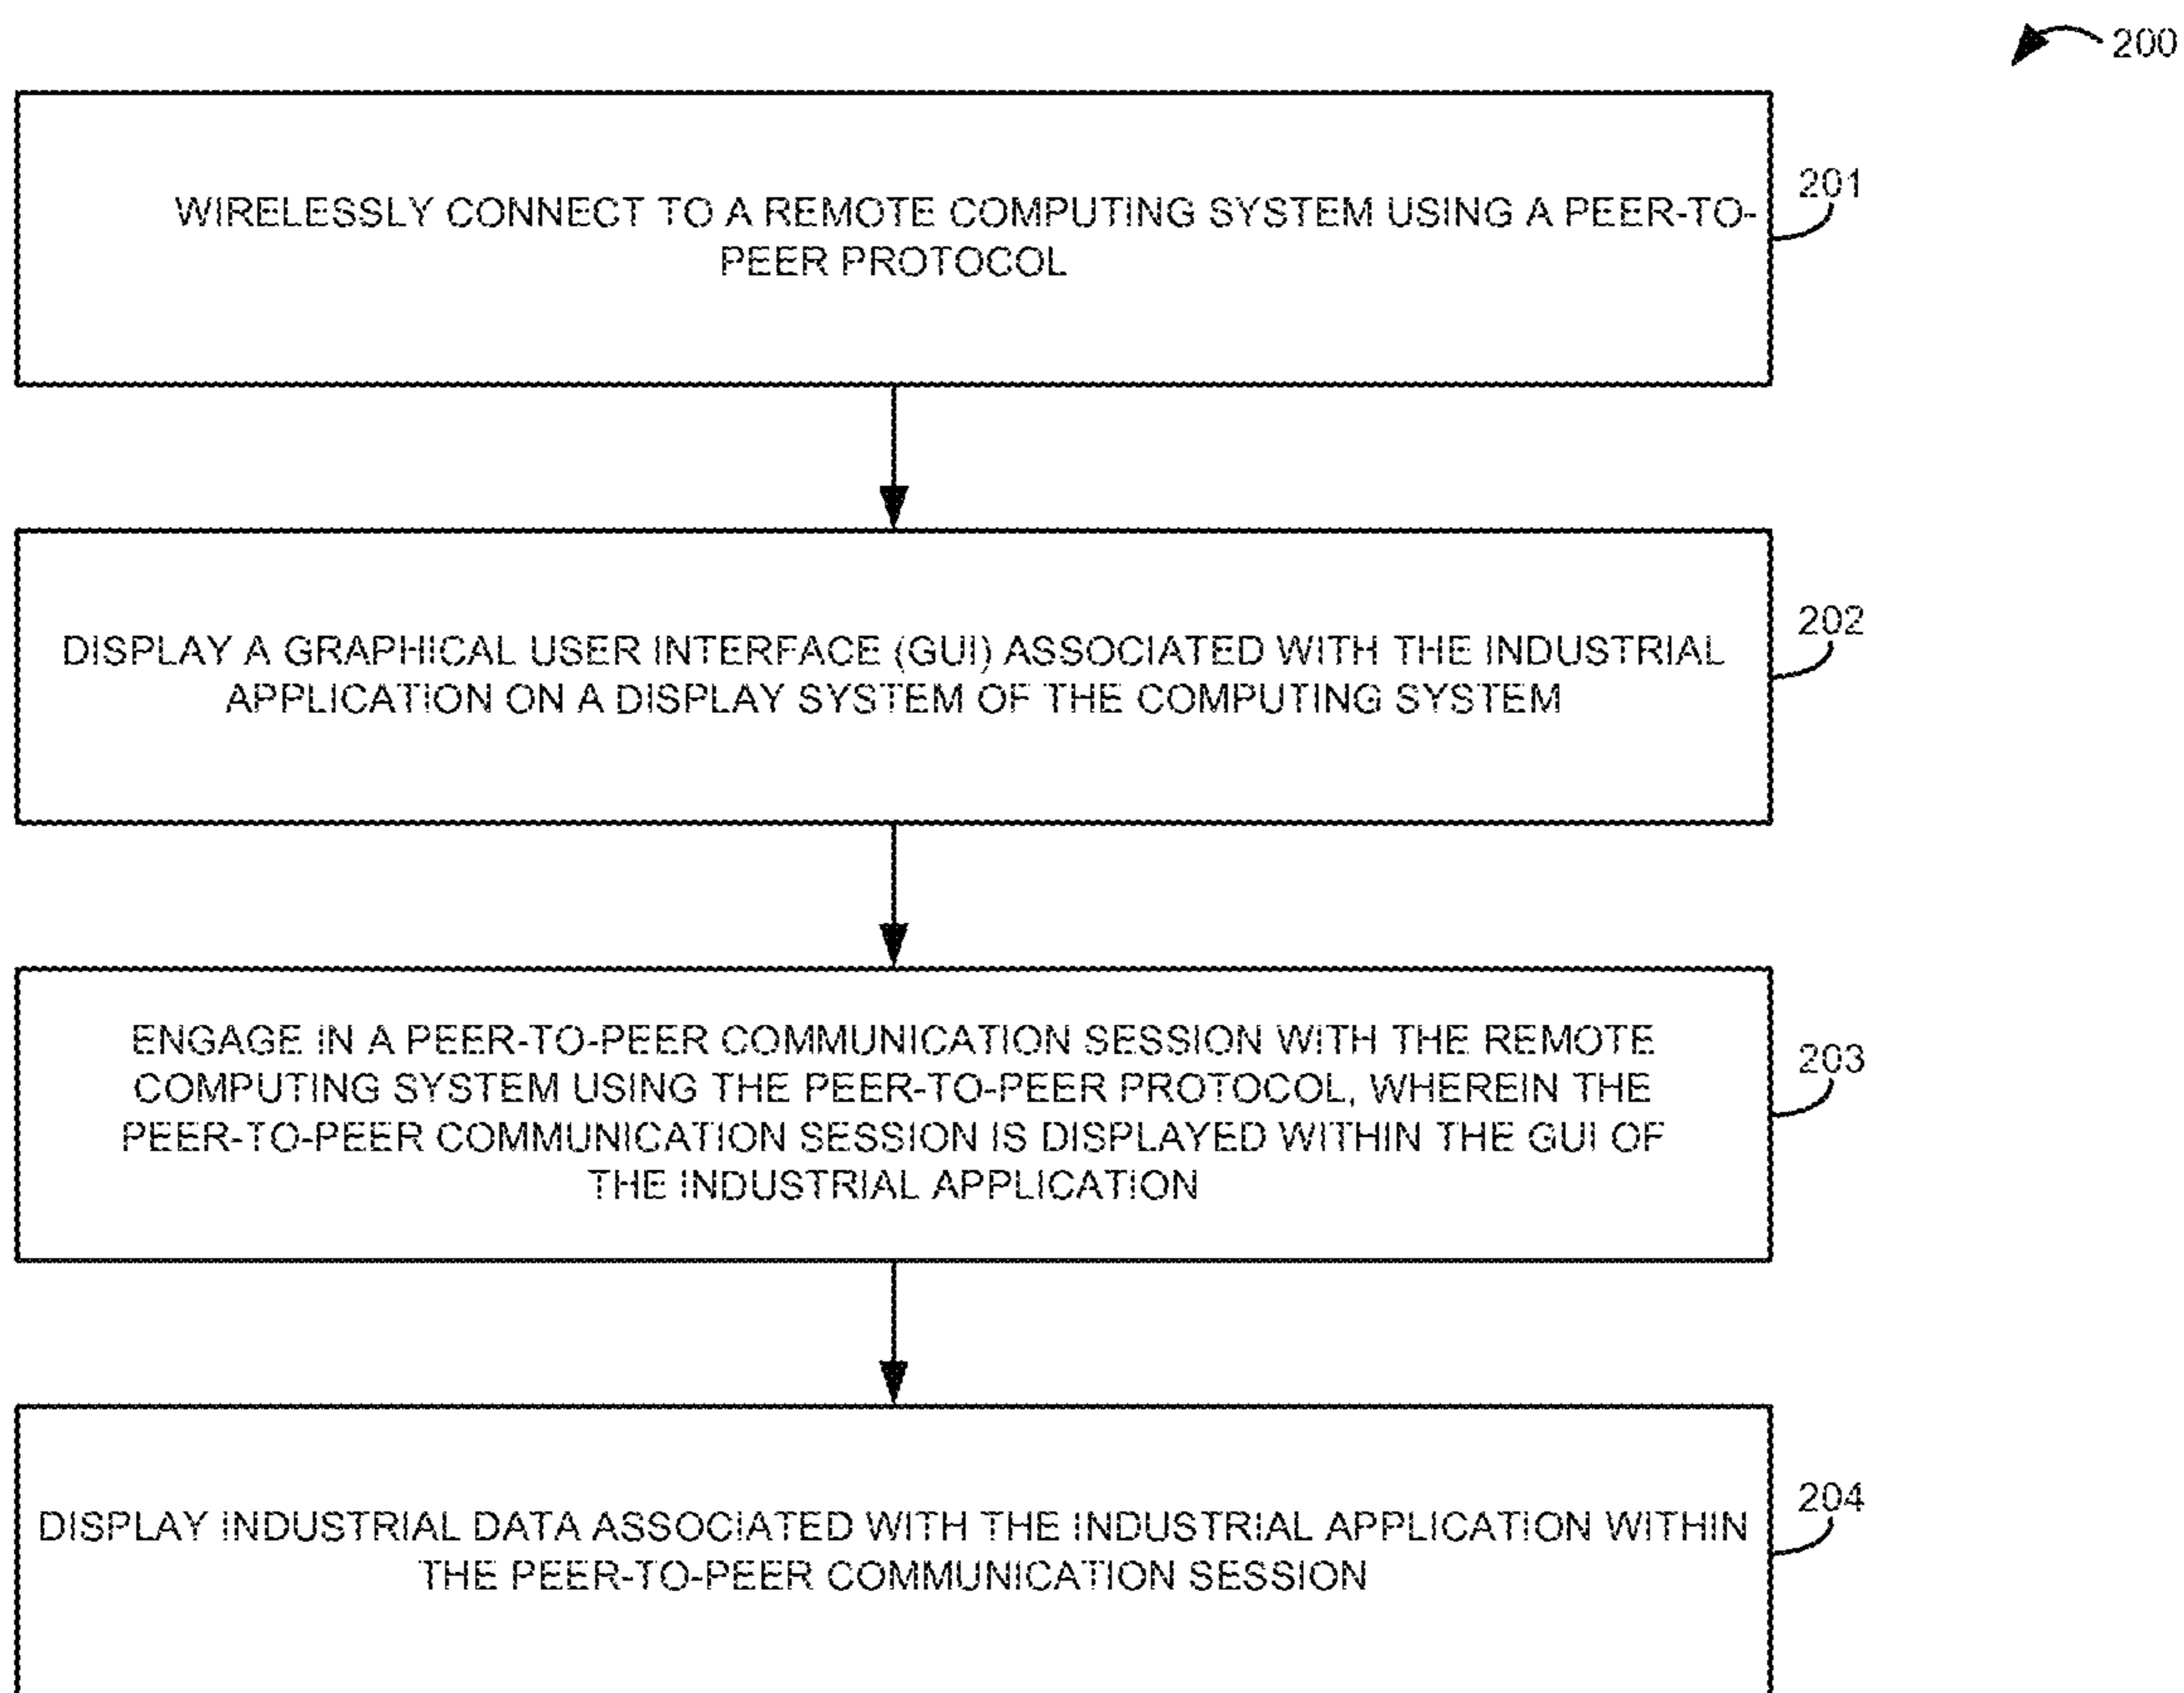 200
WIRELESSLY CONNECT TO A REMOTE COMPUTING SYSTEM USING A PEER-TO-
PEER PROTOCOL
201
DISPLAY A GRAPHICAL USER INTERFACE (GUI) ASSOCIATED WITH THE INDUSTRIAL
APPLICATION ON A DISPLAY SYSTEM OF THE COMPUTING SYSTEM
202
ENGAGE IN A PEER-TO-PEER COMMUNICATION SESSION WITH THE REMOTE
COMPUTING SYSTEM USING THE PEER-TO-PEER PROTOCOL, WHEREIN THE
PEER-TO-PEER COMMUNICATION SESSION IS DISPLAYED WITHIN THE GUI OF
THE INDUSTRIAL APPLICATION
203
DISPLAY INDUSTRIAL DATA ASSOCIATED WITH THE INDUSTRIAL APPLICATION WITHIN
THE PEER-TO-PEER COMMUNICATION SESSION
204